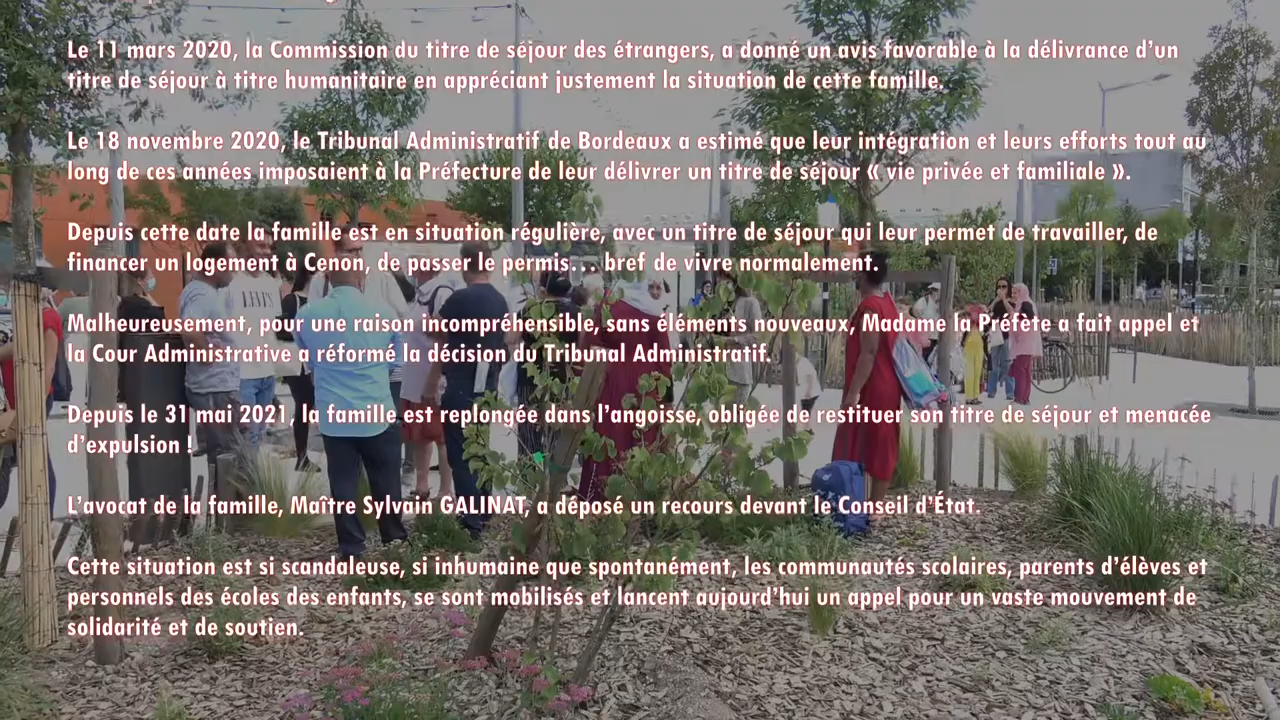 Le 11 mars 2020, la Commission du titre de séjour des étrangers, a donné un avis favorable à la délivrance d'un
titre de séjour à titre humanitaire en appréciant justement la situation de cette famille.
Le 18 novembre 2020, le Tribunal Administratif de Bordeaux a estimé que leur intégration et leurs efforts tout au
long de ces années imposaient à la Préfecture de leur délivrer un titre de séjour « vie privée et familiale ».
Depuis cette date la famille est en situation régulière, avec un titre de séjour qui leur permet de travailler, de
financer un logement à Cenon, de passer le permis… bref de vivre normalement.
Malheureusement, pour une raison incompréhensible, sans éléments nouveaux, Madame la Préfète a fait appel et
la Cour Administrative a réformé la décision du Tribunal Administratif.
Depuis le 31 mai 2021, la famille est replongée dans l'angoisse, obligée de restituer son titre de séjour et menacée
d'expulsion !
L'avocat de la famille, Maître Sylvain GALINAT, a déposé un recours devant le Conseil d'État.
Cette situation est si scandaleuse, si inhumaine que spontanément, les communautés scolaires, parents d'élèves et
personnels des écoles des enfants, se sont mobilisés et lancent aujourd'hui un appel pour un vaste mouvement de
solidarité et de soutien.